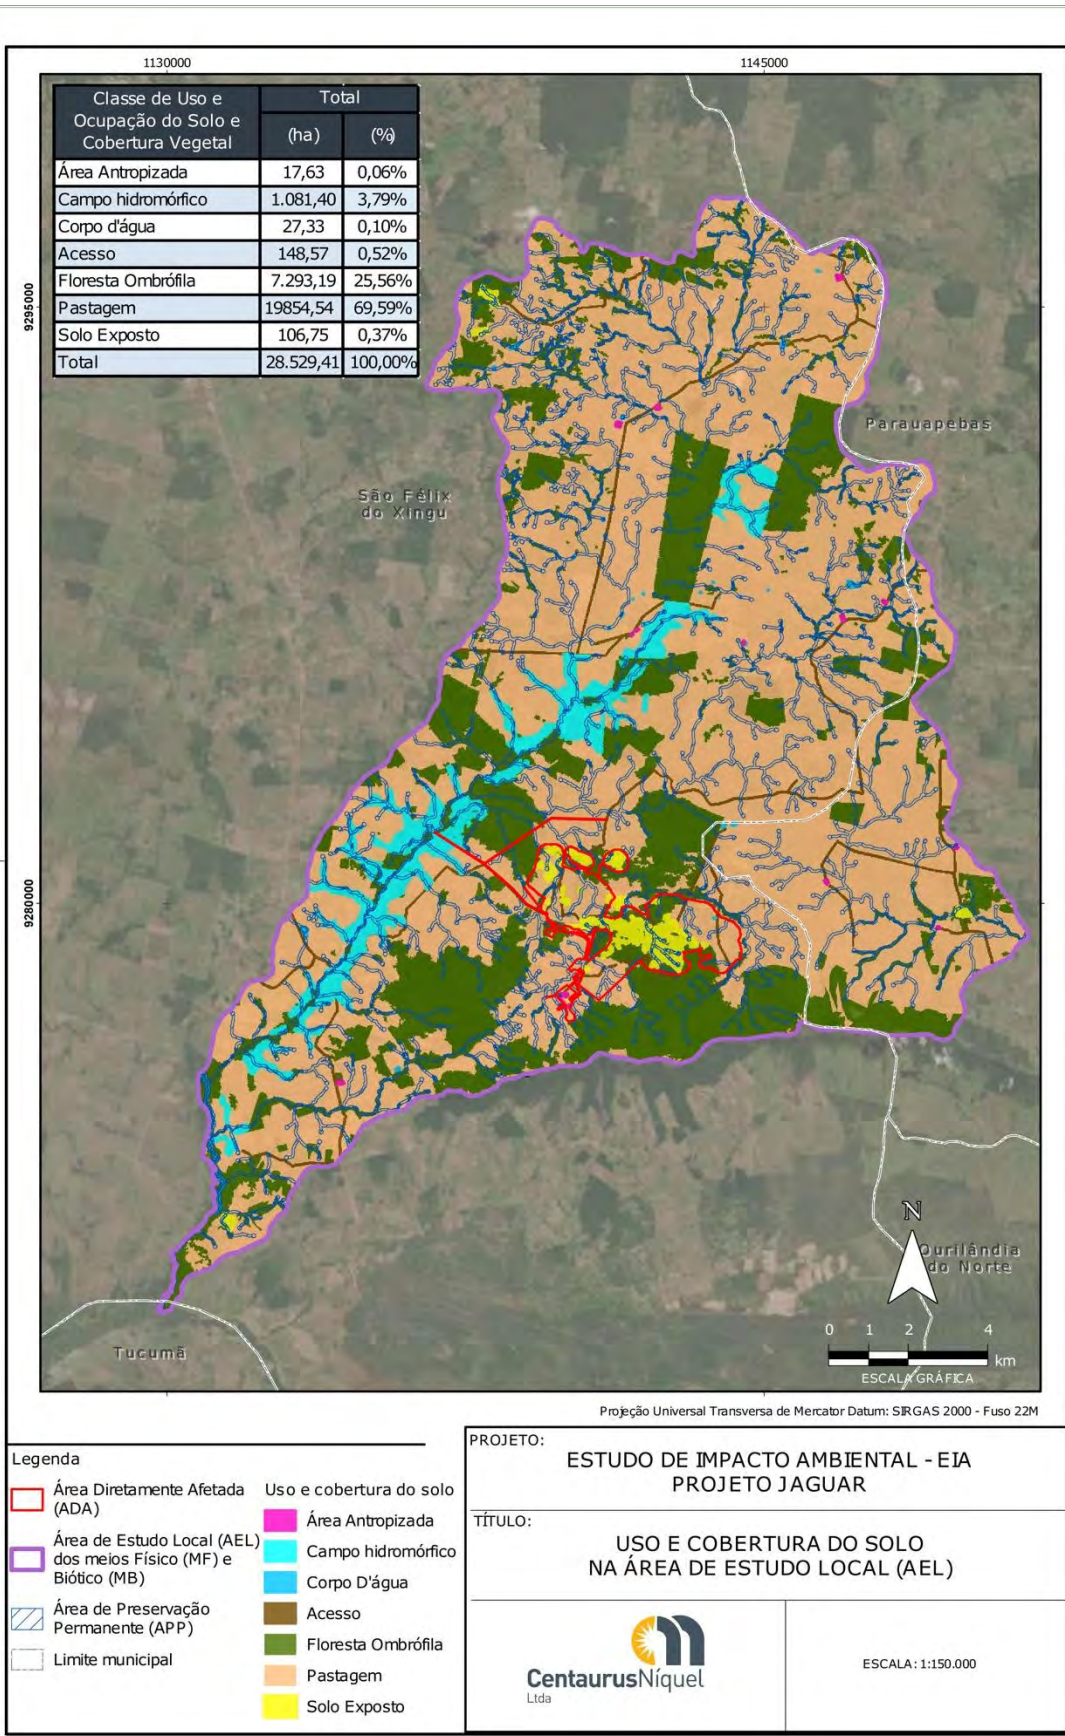 1130000
1145000
Classe de Uso e
Ocupação do Solo e
Cobertura Vegetal
Total
(ha)
(%)
Área Antropizada 17,63 0,06%
Campo hidromórfico 1.081,40 3,79%
Corpo d'água 27,33 0,10%
Acesso 148,57 0,52%
Floresta Ombrófila 7.293,19 25,56%
Pastagem 19854,54 69,59%
Solo Exposto 106,75 0,37%
Total 28.529,41 100,00%
9295000
9280000
Parauapebas
São Félix
do Xingu
N
Ourilândia
do Norte
Tucumã
0 1 2 4
km
ESCALA GRÁFICA
Projeção Universal Transversa de Mercator Datum: SIRGAS 2000 - Fuso 22M
Legenda
Área Diretamente Afetada
(ADA)
Área de Estudo Local (AEL)
dos meios Físico (MF) e
Biótico (MB)
Área de Preservação
Permanente (APP)
Limite municipal
Uso e cobertura do solo
Área Antropizada
Campo hidromórfico
Corpo D'água
Acesso
Floresta Ombrófila
Pastagem
Solo Exposto
PROJETO:
ESTUDO DE IMPACTO AMBIENTAL - EIA
PROJETO JAGUAR
TÍTULO:
USO E COBERTURA DO SOLO
NA ÁREA DE ESTUDO LOCAL (AEL)
CentaurusNíquel
Ltda
ESCALA: 1:150.000